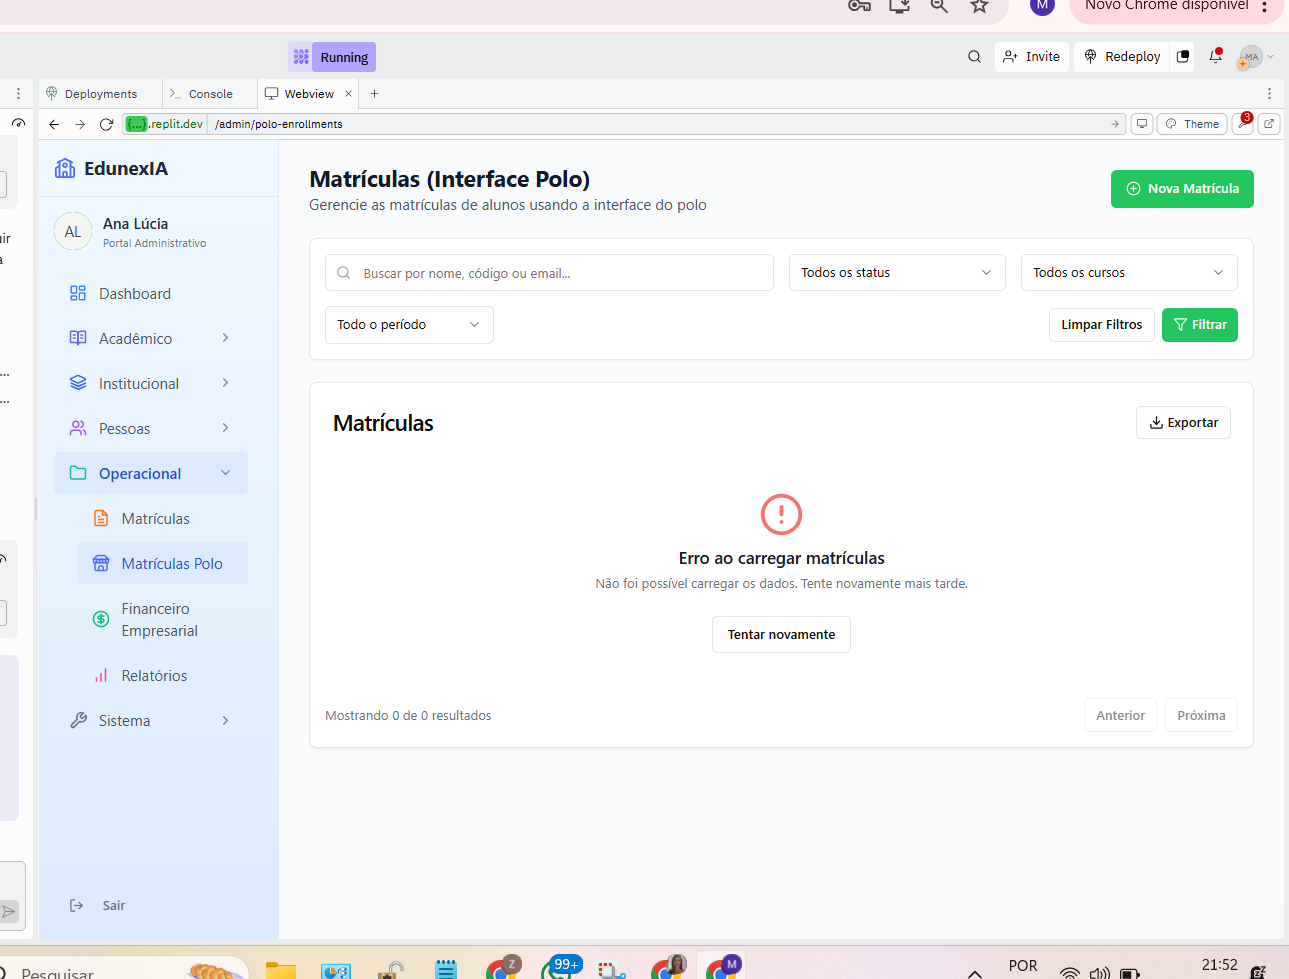 Novo Chrome disponível
M
Running
Invite
Redeploy
MA
Deployments
Console
Webview
{...}.replit.dev
/admin/polo-enrollments
Theme
3
EdunexIA
AL
Ana Lúcia
Portal Administrativo
Dashboard
Acadêmico
Institucional
Pessoas
Operacional
Matrículas
Matrículas Polo
Financeiro
Empresarial
Relatórios
Sistema
Sair
Matrículas (Interface Polo)
Gerencie as matrículas de alunos usando a interface do polo
Nova Matrícula
Buscar por nome, código ou email...
Todos os status
Todos os cursos
Todo o período
Limpar Filtros
Filtrar
Matrículas
Exportar
Erro ao carregar matrículas
Não foi possível carregar os dados. Tente novamente mais tarde.
Tentar novamente
Mostrando 0 de 0 resultados
Anterior
Próxima
Pesquisar
Z
99+
M
POR
21:52